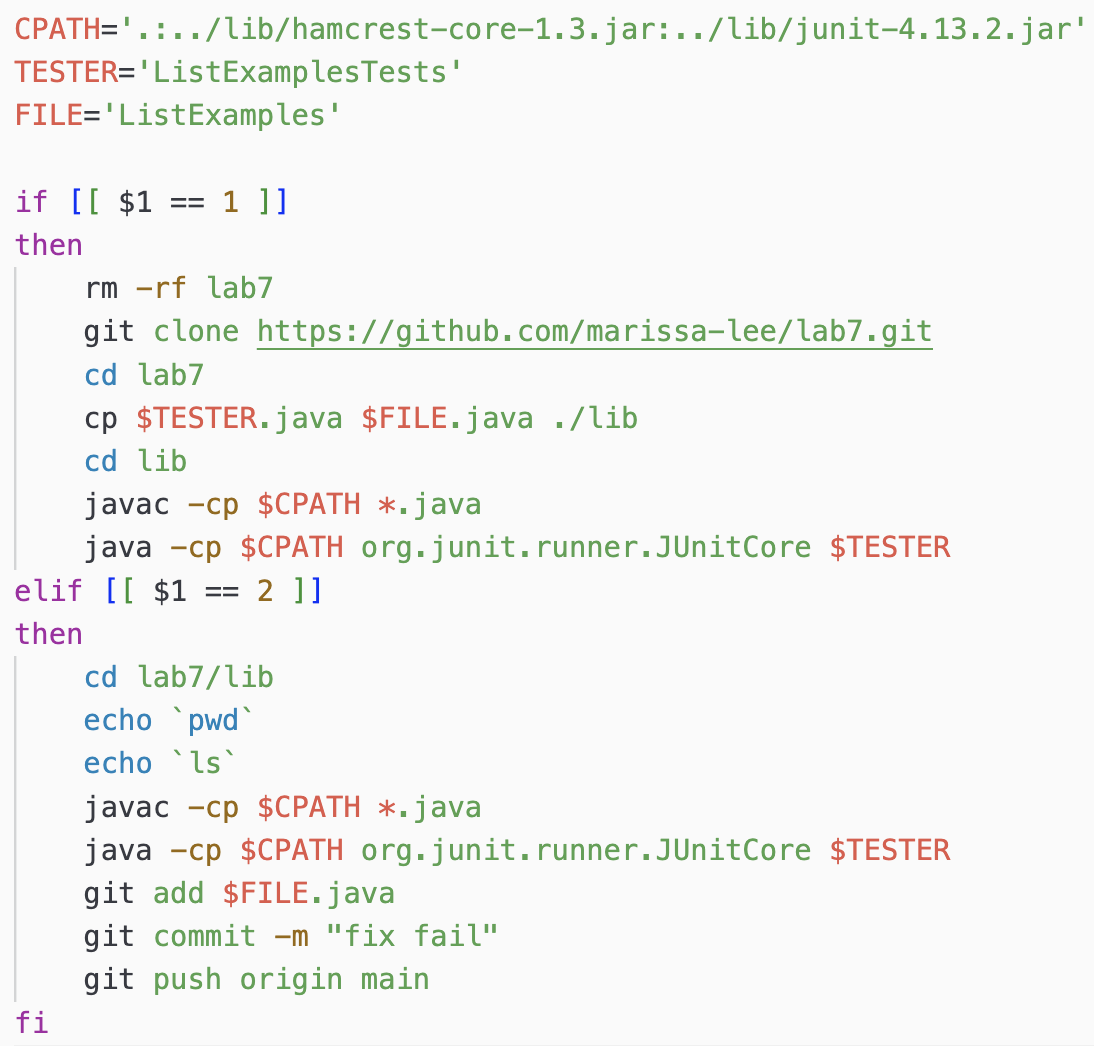 CPATH='.:../lib/hamcrest-core-1.3.jar:../lib/junit-4.13.2.jar'
TESTER='ListExamplesTests'
FILE='ListExamples'

if [[ $1 == 1 ]]
then
    rm -rf lab7
    git clone https://github.com/marissa-lee/lab7.git
    cd lab7
    cp $TESTER.java $FILE.java ./lib
    cd lib
    javac -cp $CPATH *.java
    java -cp $CPATH org.junit.runner.JUnitCore $TESTER
elif [[ $1 == 2 ]]
then
    cd lab7/lib
    echo `pwd`
    echo `ls`
    javac -cp $CPATH *.java
    java -cp $CPATH org.junit.runner.JUnitCore $TESTER
    git add $FILE.java
    git commit -m "fix fail"
    git push origin main
fi